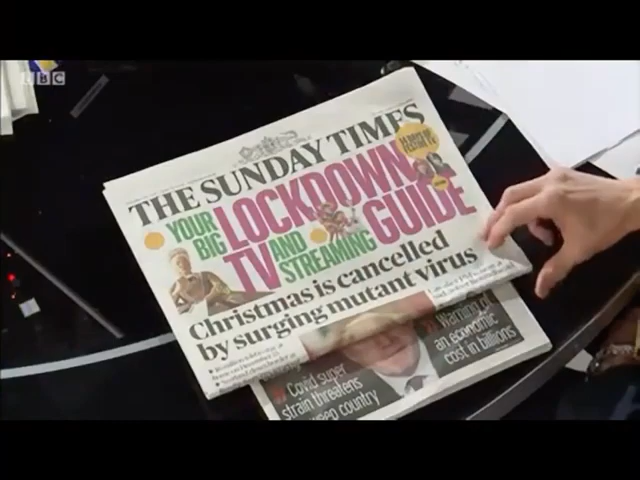 BBC
THE SUNDAY TIMES
YOUR
BIG
LOCKDOWN
TV AND
STREAMING
GUIDE
Christmas is cancelled
by surging mutant virus
Warning of
an economic
cost in billions
Covid super
strain threatens
country